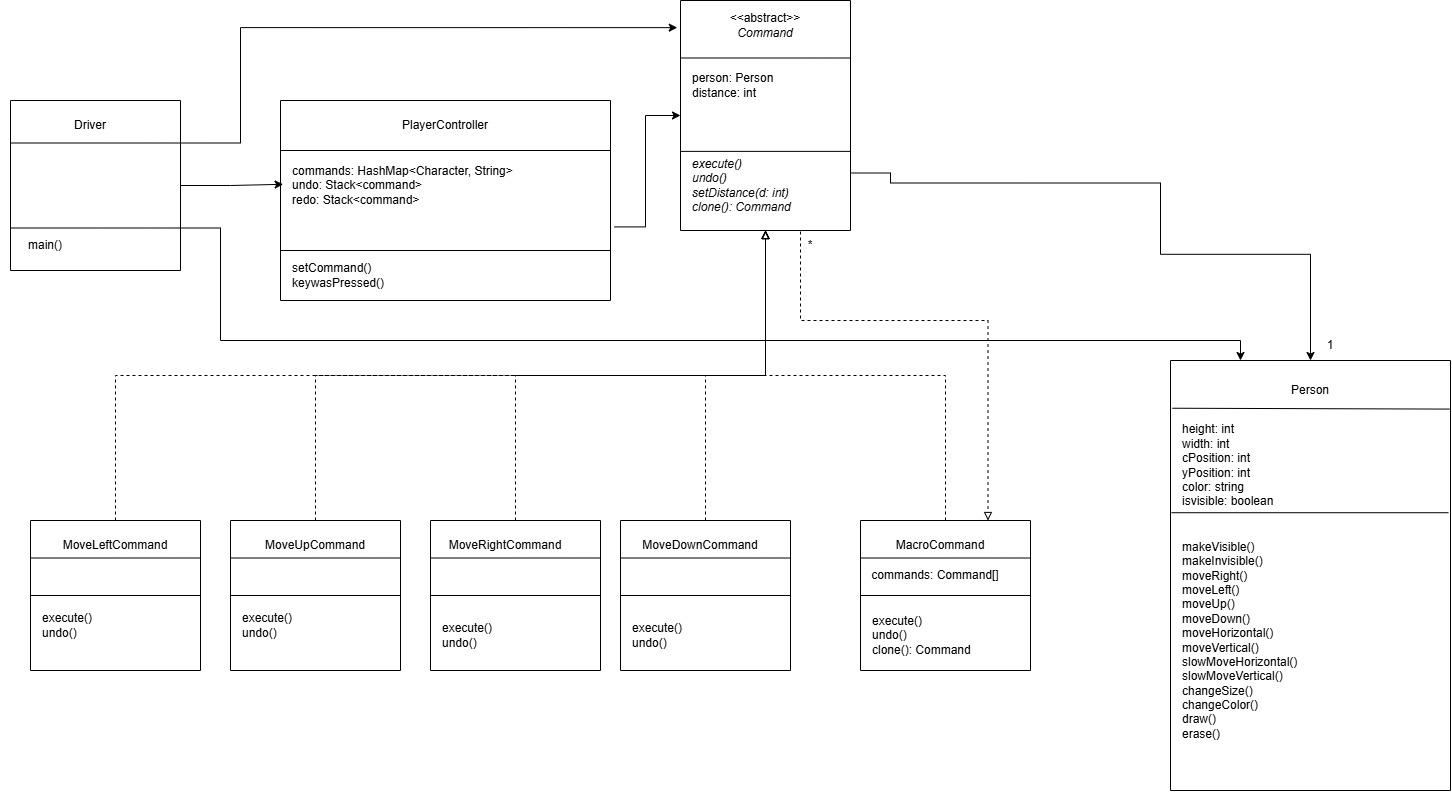 <<abstract>>
Command
person: Person
distance: int
execute()
undo()
setDistance(d: int)
clone(): Command
*
Driver
main()
PlayerController
commands: HashMap<Character, String>
undo: Stack<command>
redo: Stack<command>
setCommand()
keywasPressed()
1
Person
height: int
width: int
cPosition: int
yPosition: int
color: string
isvisible: boolean
makeVisible()
makeInvisible()
moveRight()
moveLeft()
moveUp()
moveDown()
moveHorizontal()
moveVertical()
slowMoveHorizontal()
slowMoveVertical()
changeSize()
changeColor()
draw()
erase()
MoveLeftCommand
execute()
undo()
MoveUpCommand
execute()
undo()
MoveRightCommand
execute()
undo()
MoveDownCommand
execute()
undo()
MacroCommand
commands: Command[]
execute()
undo()
clone(): Command